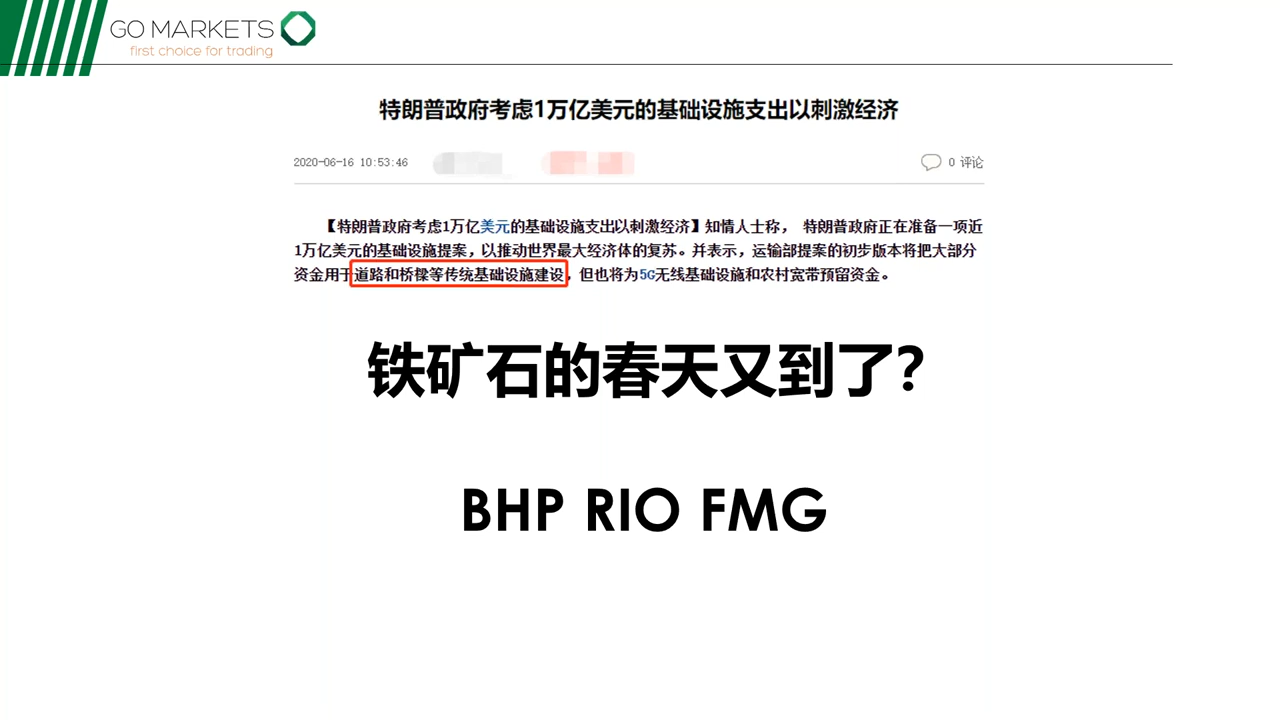 GO MARKETS
first choice for trading
特朗普政府考虑1万亿美元的基础设施支出以刺激经济
2020-06-16 10:53:46
0 评论
【特朗普政府考虑1万亿美元的基础设施支出以刺激经济】知情人士称， 特朗普政府正在准备一项近
1万亿美元的基础设施提案，以推动世界最大经济体的复苏。并表示，运输部提案的初步版本将把大部分
资金用于道路和桥梁等传统基础设施建设，但也将为5G无线基础设施和农村宽带预留资金。
铁矿石的春天又到了？
BHP RIO FMG